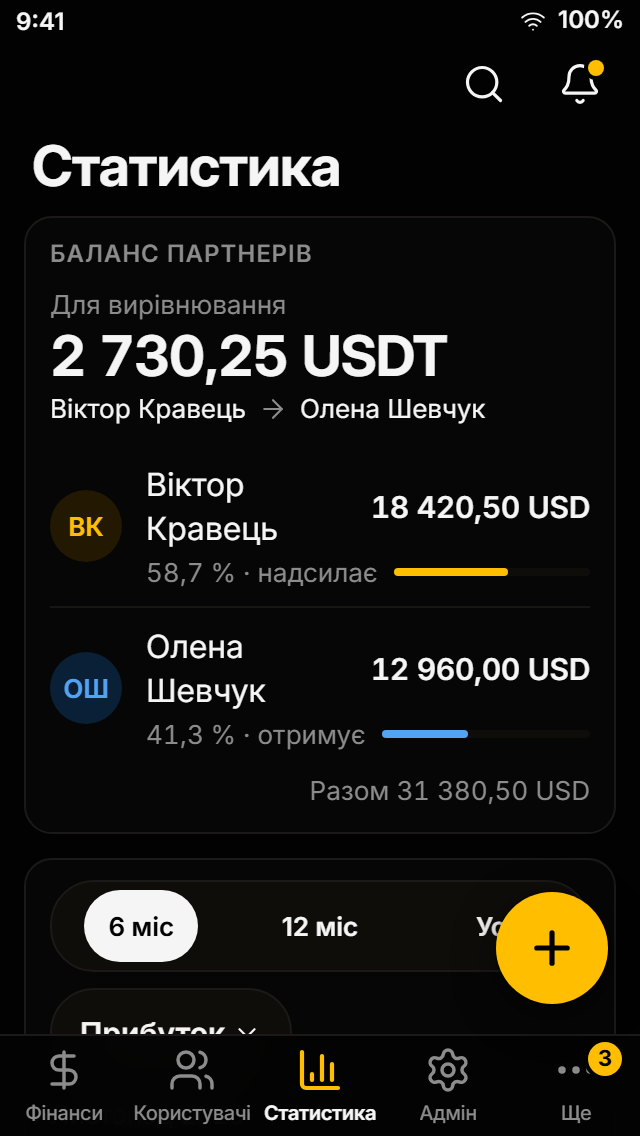 9:41
100%
Статистика
БАЛАНС ПАРТНЕРІВ
Для вирівнювання
2 730,25 USDT
Віктор Кравець → Олена Шевчук
ВК
Віктор
Кравець
18 420,50 USD
58,7 % · надсилає
ОШ
Олена
Шевчук
12 960,00 USD
41,3 % · отримує
Разом 31 380,50 USD
6 міс
12 міс
Прибуток
3
Фінанси
Користувачі
Статистика
Адмін
Ще